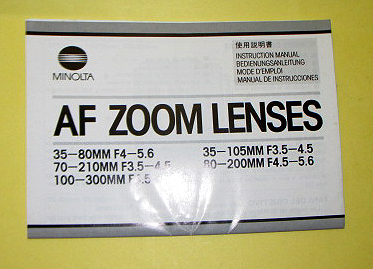 使用説明書
INSTRUCTION MANUAL
BEDIENUNGSANLEITUNG
MODE D'EMPLOI
MANUAL DE INSTRUCCIONES
MINOLTA
AF ZOOM LENSES
35—80MM F4—5.6
35—105MM F3.5—4.5
70—210MM F3.5—4.5
80—200MM F4.5—5.6
100—300MM